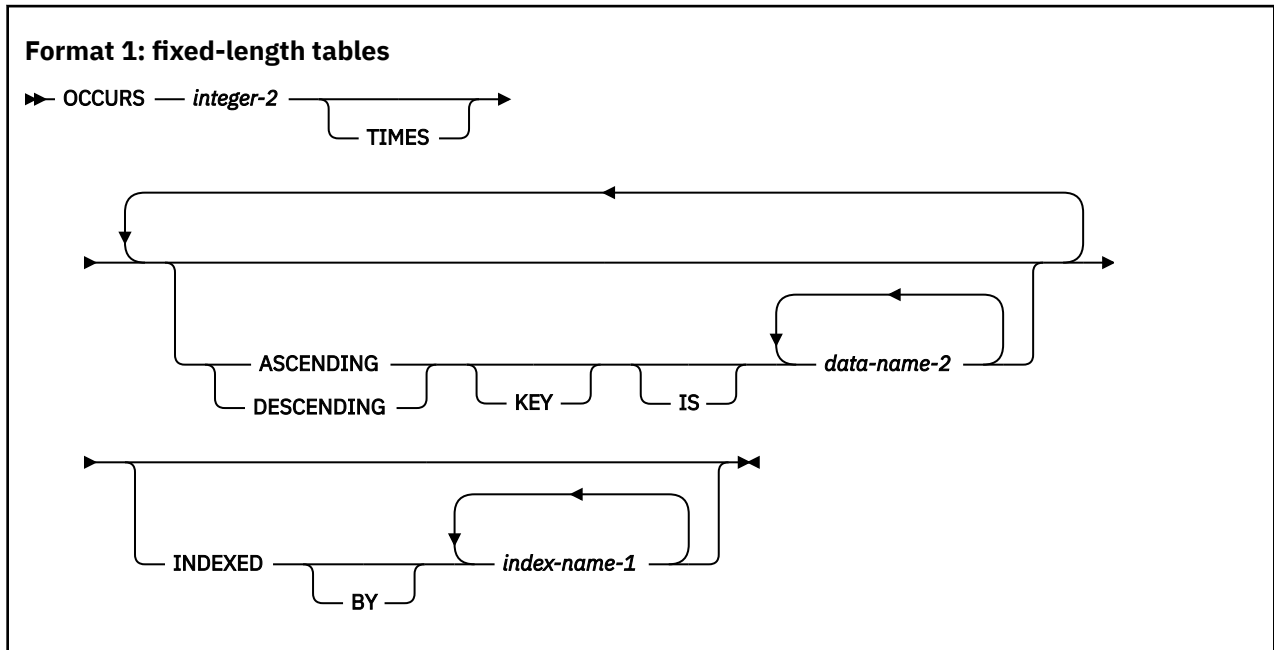 Format 1: fixed-length tables
OCCURS integer-2
TIMES
ASCENDING data-name-2
DESCENDING KEY IS
INDEXED index-name-1
BY